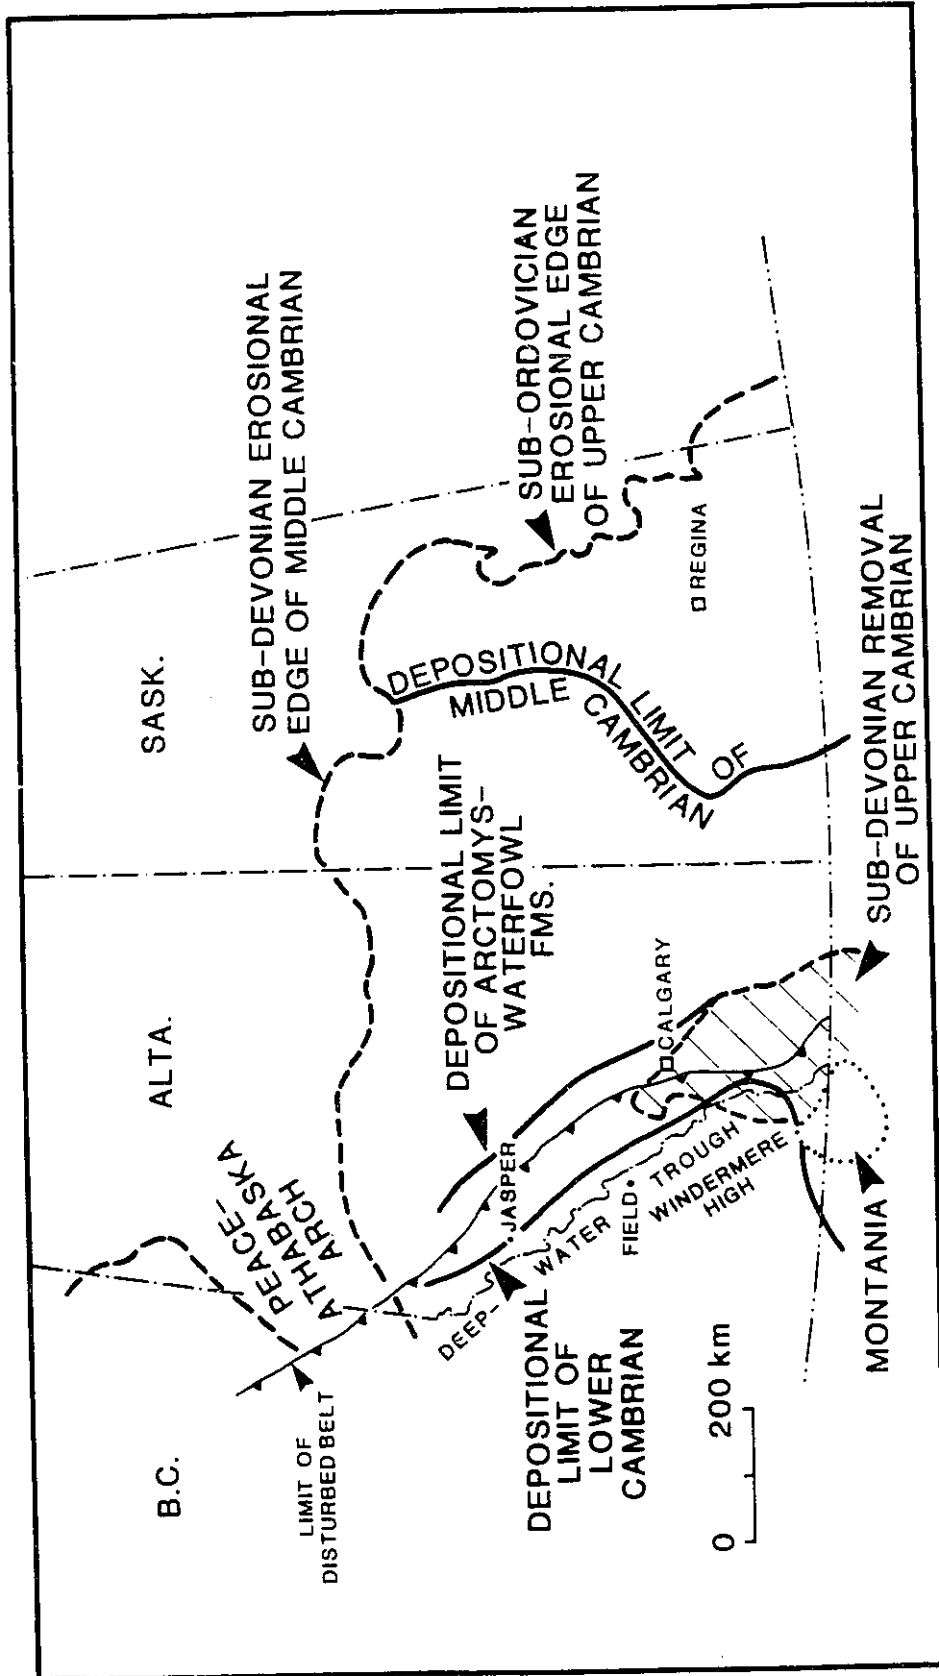 B.C.
ALTA.
SASK.
LIMIT OF
DISTURBED BELT
PEACE-
ATHABASKA
ARCH
SUB-DEVONIAN EROSIONAL
EDGE OF MIDDLE CAMBRIAN
DEPOSITIONAL LIMIT
OF ARCTOMYS-
WATERFOWL
FMS.
DEPOSITIONAL LIMIT OF
MIDDLE CAMBRIAN
SUB-ORDOVICIAN
EROSIONAL EDGE
OF UPPER CAMBRIAN
DEEP- WATER TROUGH
JASPER
FIELD
CALGARY
REGINA
WINDERMERE
HIGH
DEPOSITIONAL
LIMIT OF
LOWER
CAMBRIAN
MONTANIA
SUB-DEVONIAN REMOVAL
OF UPPER CAMBRIAN
0 200 km